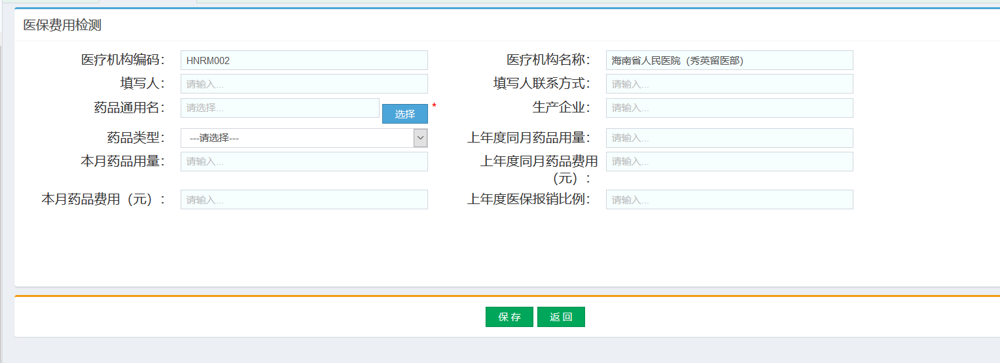 医保费用检测
医疗机构编码： HNRM002 医疗机构名称： 海南省人民医院（秀英留医部）
填写人： 请输入... 填写人联系方式： 请输入...
药品通用名： 请选择... 选择 * 生产企业： 请输入...
药品类型： ---请选择--- 上年度同月药品用量： 请输入...
本月药品用量： 请输入... 上年度同月药品费用 请输入...
（元）：
本月药品费用（元）： 请输入... 上年度医保报销比例： 请输入...
保 存 返 回